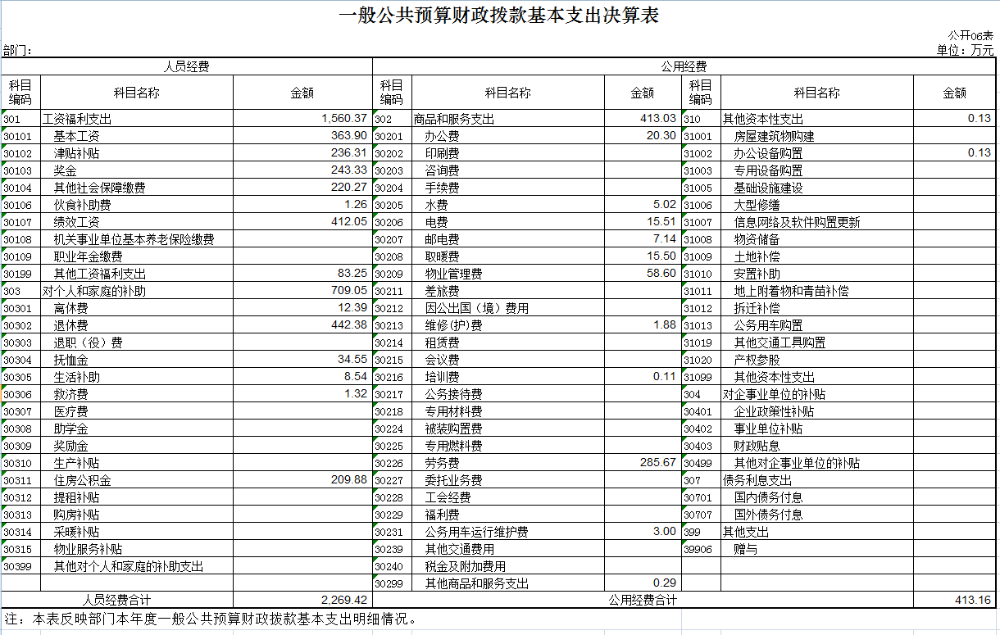 一般公共预算财政拨款基本支出决算表
公开06表
部门： 单位：万元
人员经费 公用经费
科目编码 科目名称 金额 科目编码 科目名称 金额 科目编码 科目名称 金额
301 工资福利支出 1,560.37 302 商品和服务支出 413.03 310 其他资本性支出 0.13
30101 基本工资 363.90 30201 办公费 20.30 31001 房屋建筑物购建
30102 津贴补贴 236.31 30202 印刷费 31002 办公设备购置 0.13
30103 奖金 243.33 30203 咨询费 31003 专用设备购置
30104 其他社会保障缴费 220.27 30204 手续费 31005 基础设施建设
30106 伙食补助费 1.26 30205 水费 5.02 31006 大型修缮
30107 绩效工资 412.05 30206 电费 15.51 31007 信息网络及软件购置更新
30108 机关事业单位基本养老保险缴费 30207 邮电费 7.14 31008 物资储备
30109 职业年金缴费 30208 取暖费 15.50 31009 土地补偿
30199 其他工资福利支出 83.25 30209 物业管理费 58.60 31010 安置补助
303 对个人和家庭的补助 709.05 30211 差旅费 31011 地上附着物和青苗补偿
30301 离休费 12.39 30212 因公出国（境）费用 31012 拆迁补偿
30302 退休费 442.38 30213 维修(护)费 1.88 31013 公务用车购置
30303 退职（役）费 30214 租赁费 31019 其他交通工具购置
30304 抚恤金 34.55 30215 会议费 31020 产权参股
30305 生活补助 8.54 30216 培训费 0.11 31099 其他资本性支出
30306 救济费 1.32 30217 公务接待费 304 对企事业单位的补贴
30307 医疗费 30218 专用材料费 30401 企业政策性补贴
30308 助学金 30224 被装购置费 30402 事业单位补贴
30309 奖励金 30225 专用燃料费 30403 财政贴息
30310 生产补贴 30226 劳务费 285.67 30499 其他对企事业单位的补贴
30311 住房公积金 209.88 30227 委托业务费 307 债务利息支出
30312 提租补贴 30228 工会经费 30701 国内债务付息
30313 购房补贴 30229 福利费 30707 国外债务付息
30314 采暖补贴 30231 公务用车运行维护费 3.00 399 其他支出
30315 物业服务补贴 30239 其他交通费用 39906 赠与
30399 其他对个人和家庭的补助支出 30240 税金及附加费用
30299 其他商品和服务支出 0.29
人员经费合计 2,269.42 公用经费合计 413.16
注：本表反映部门本年度一般公共预算财政拨款基本支出明细情况。